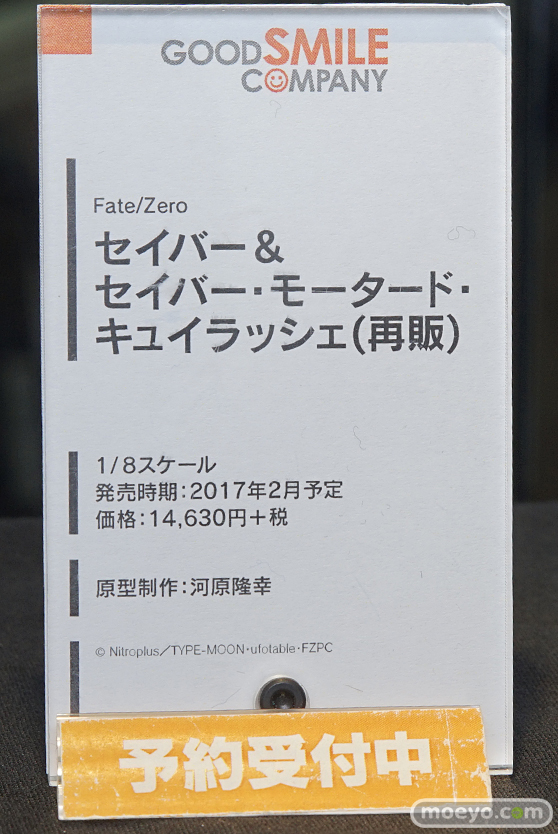 GOODSMILE
COMPANY
Fate/Zero
セイバー&
セイバー・モータード・
キュイラッシェ(再販)
1/8スケール
発売時期:2017年2月予定
価格:14,630円+税
原型制作:河原隆幸
© Nitroplus/TYPE-MOON・ufotable・FZPC
予約受付中
moeyo.com